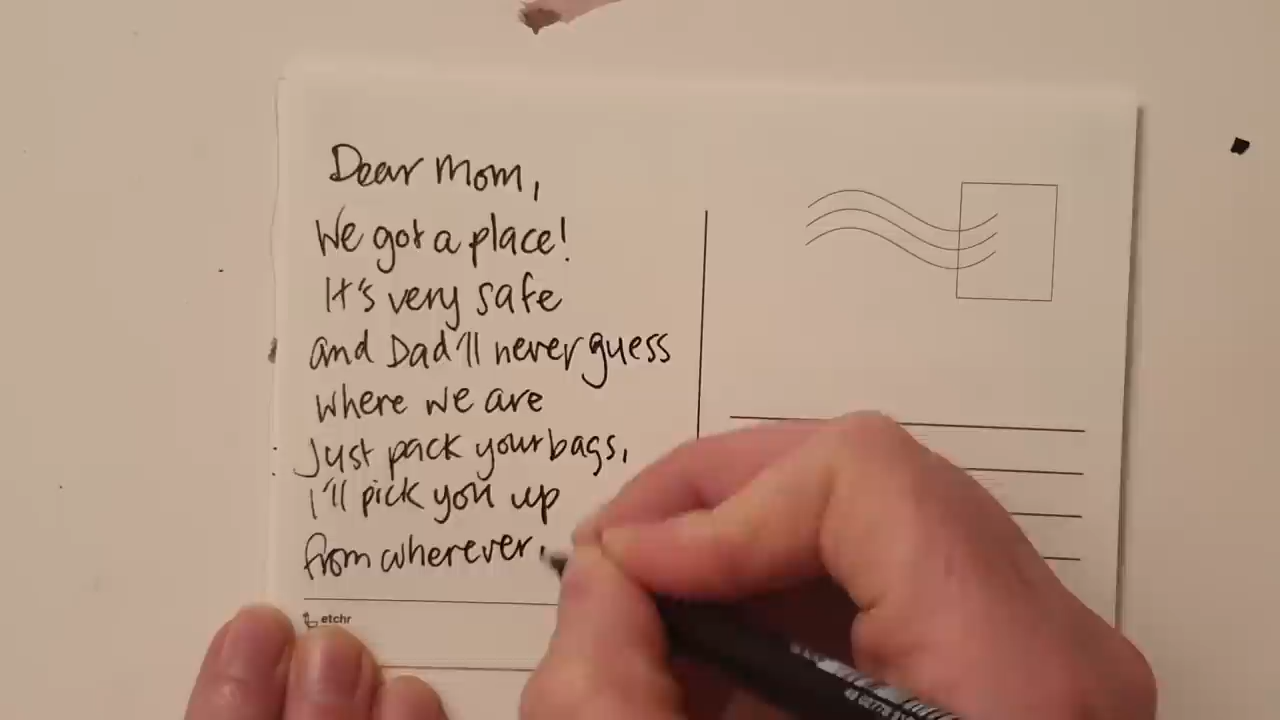 Dear Mom,
We got a place!
It's very safe
and Dad'll never guess
where we are
Just pack your bags,
I'll pick you up
from wherever,
etchr